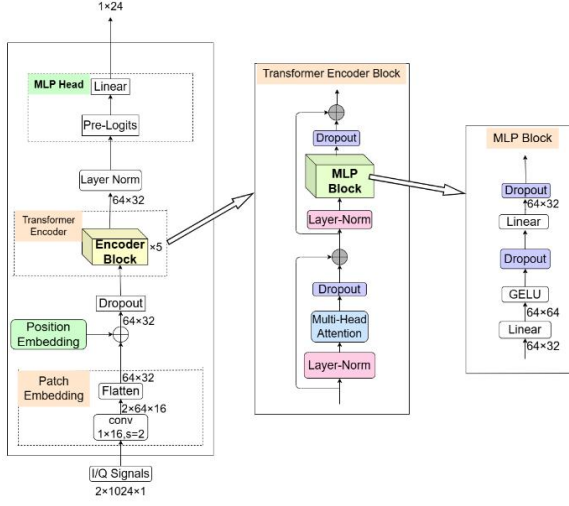 1×24
MLP Head
Linear
Pre-Logits
Layer Norm
64×32
Transformer
Encoder
Encoder
Block
×5
Dropout
64×32
Position
Embedding
64×32
Patch
Embedding
Flatten
2×64×16
conv
1×16,s=2
I/Q Signals
2×1024×1
Transformer Encoder Block
Dropout
MLP
Block
Layer-Norm
Dropout
Multi-Head
Attention
Layer-Norm
MLP Block
Dropout
64×32
Linear
Dropout
GELU
64×64
Linear
64×32